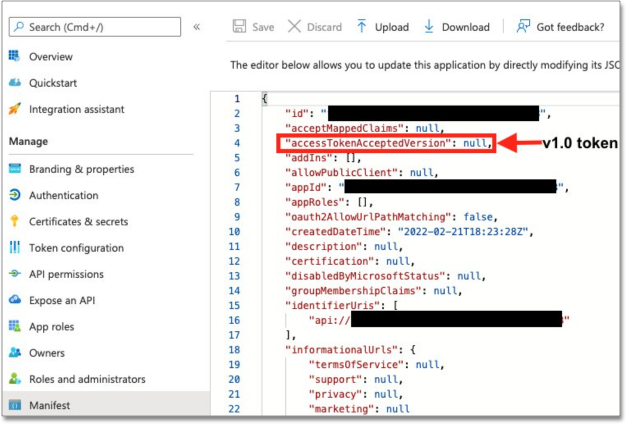 Search (Cmd+/)
«
Save
Discard
Upload
Download
Got feedback?
Overview
Quickstart
Integration assistant
Manage
Branding & properties
Authentication
Certificates & secrets
Token configuration
API permissions
Expose an API
App roles
Owners
Roles and administrators
Manifest
The editor below allows you to update this application by directly modifying its JSO
1 {
2 "id": " ",
3 "acceptMappedClaims": null,
4 "accessTokenAcceptedVersion": null, v1.0 token
5 "addIns": [],
6 "allowPublicClient": null,
7 "appId": " ",
8 "appRoles": [],
9 "oauth2AllowUrlPathMatching": false,
10 "createdDateTime": "2022-02-21T18:23:28Z",
11 "description": null,
12 "certification": null,
13 "disabledByMicrosoftStatus": null,
14 "groupMembershipClaims": null,
15 "identifierUris": [
16 "api:// "
17 ],
18 "informationalUrls": {
19 "termsOfService": null,
20 "support": null,
21 "privacy": null,
22 "marketing": null